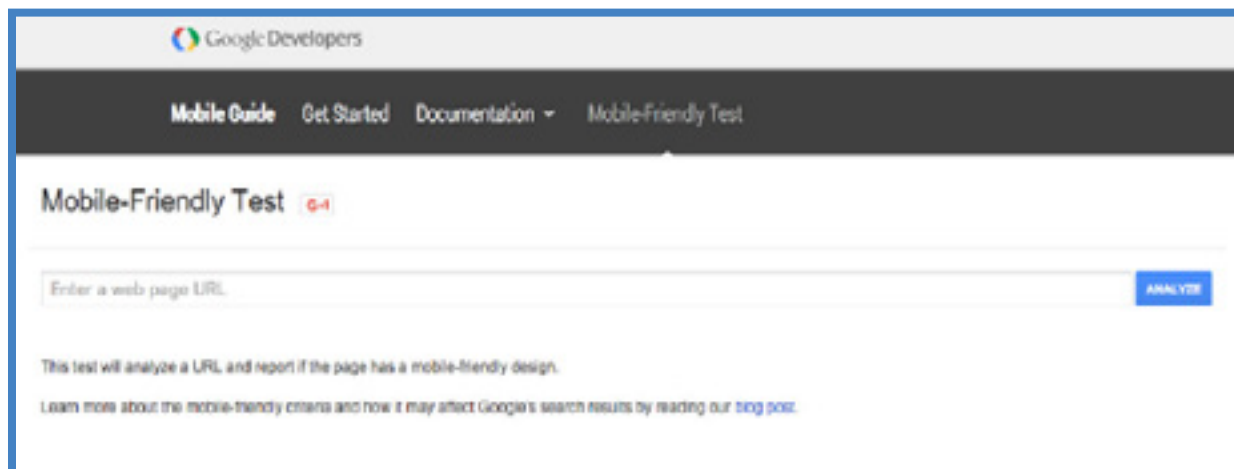 Google Developers
Mobile Guide Get Started Documentation Mobile-Friendly Test
Mobile-Friendly Test
Enter a web page URL ANALYZE
This test will analyze a URL and report if the page has a mobile-friendly design.
Learn more about the mobile-friendly criteria and how it may affect Google's search results by reading our blog post.